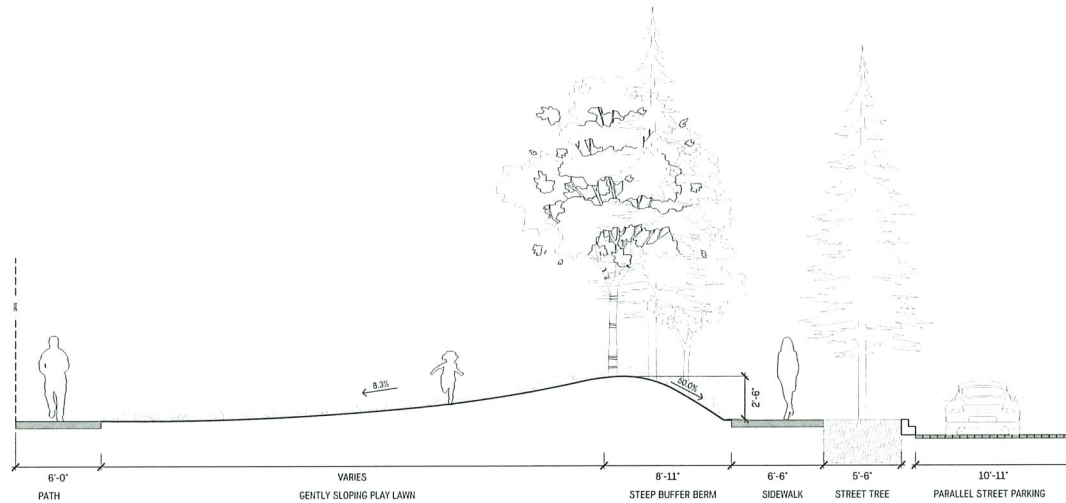 8.3%
50.0%
2'-6"
6'-0"
VARIES
8'-11"
6'-6"
5'-6"
10'-11"
PATH
GENTLY SLOPING PLAY LAWN
STEEP BUFFER BERM
SIDEWALK
STREET TREE
PARALLEL STREET PARKING